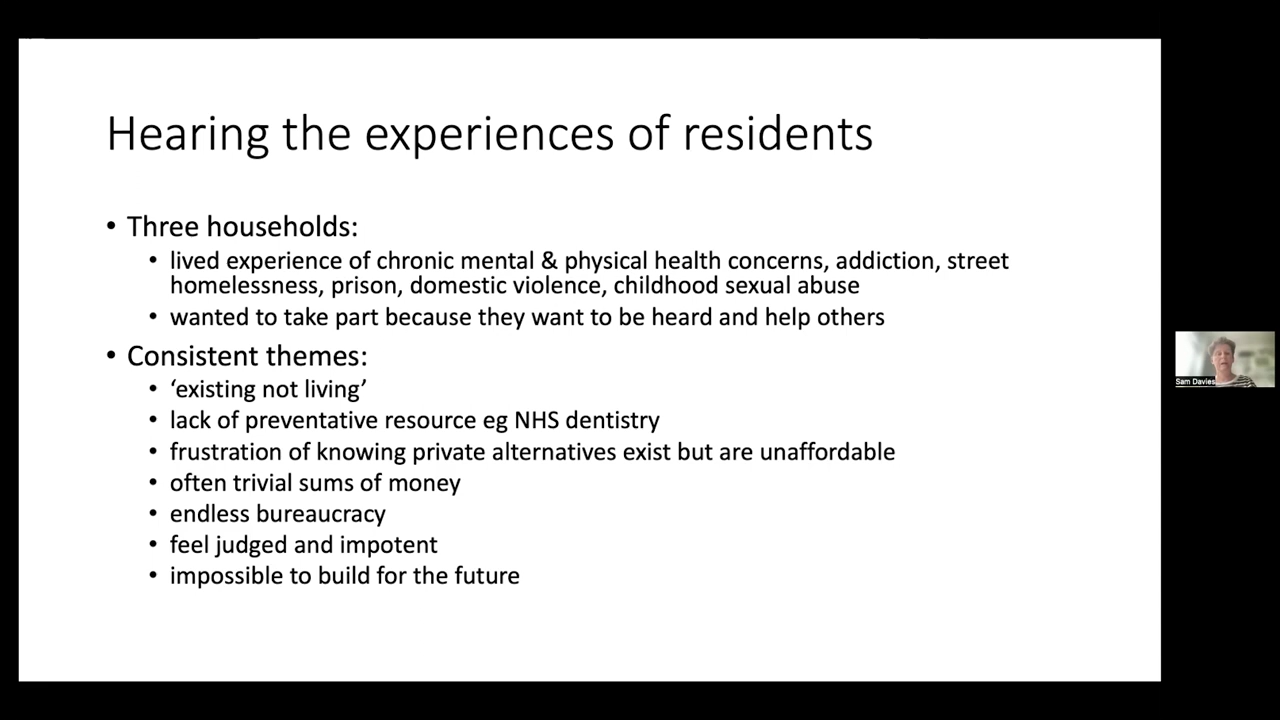 Hearing the experiences of residents
• Three households:
• lived experience of chronic mental & physical health concerns, addiction, street
homelessness, prison, domestic violence, childhood sexual abuse
• wanted to take part because they want to be heard and help others
• Consistent themes:
• ‘existing not living’
• lack of preventative resource eg NHS dentistry
• frustration of knowing private alternatives exist but are unaffordable
• often trivial sums of money
• endless bureaucracy
• feel judged and impotent
• impossible to build for the future
Sam Davies